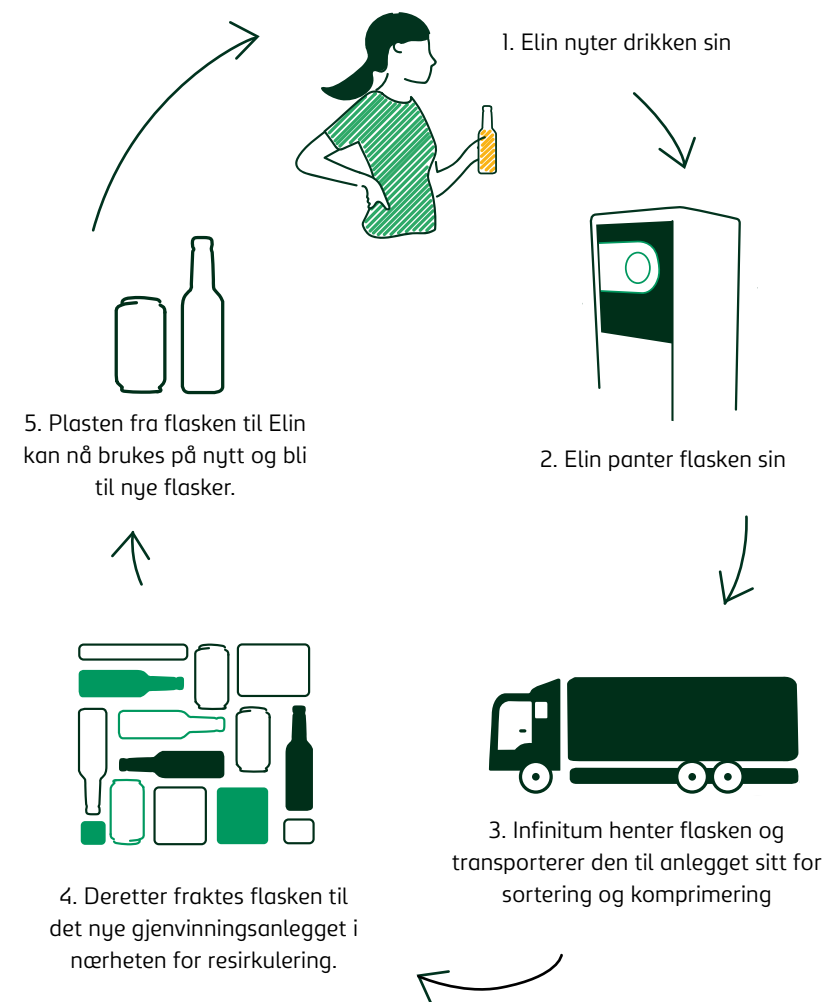 1. Elin nyter drikken sin
2. Elin panter flasken sin
3. Infinitum henter flasken og
transporterer den til anlegget sitt for
sortering og komprimering
4. Deretter fraktes flasken til
det nye gjenvinningsanlegget i
nærheten for resirkulering.
5. Plasten fra flasken til Elin
kan nå brukes på nytt og bli
til nye flasker.